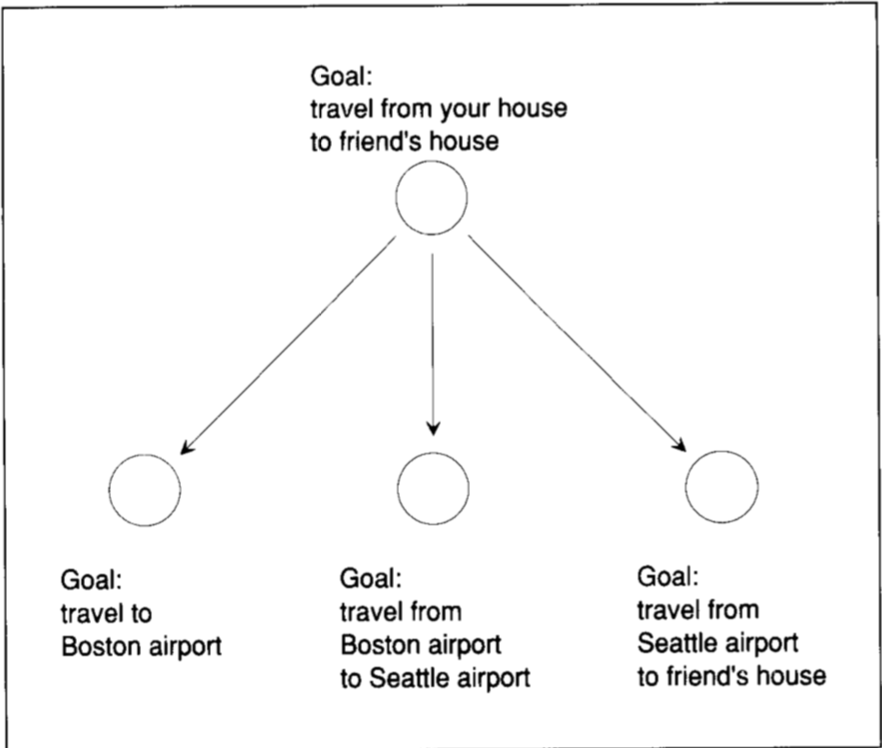 Goal:
travel from your house
to friend's house
Goal:
travel to
Boston airport
Goal:
travel from
Boston airport
to Seattle airport
Goal:
travel from
Seattle airport
to friend's house